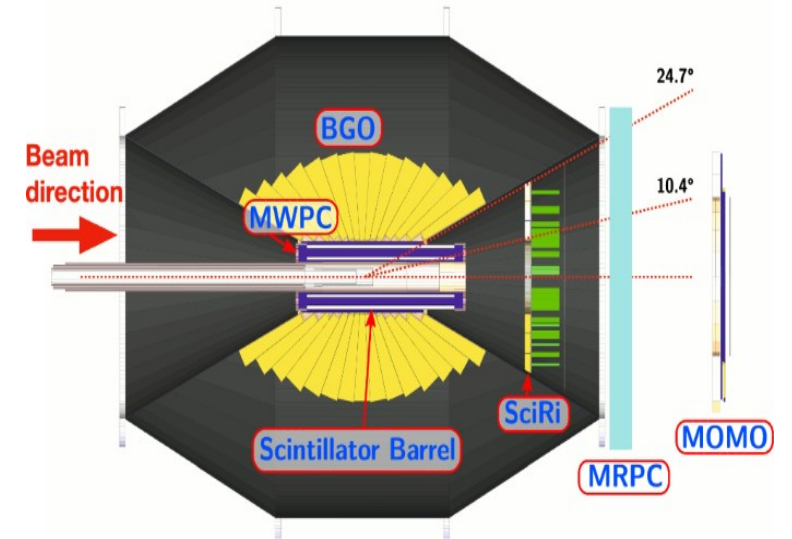 24.7°
BGO
Beam
direction
10.4°
MWPC
SciRi
Scintillator Barrel
MOMO
MRPC